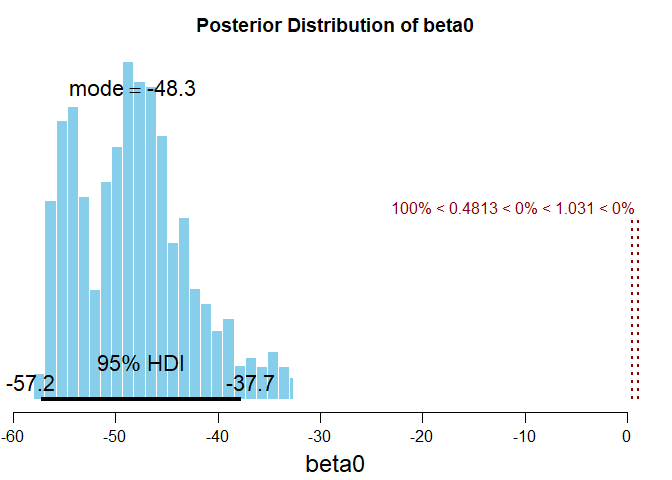 Posterior Distribution of beta0
mode = -48.3
100% < 0.4813 < 0% < 1.031 < 0%
95% HDI
-57.2 -37.7
-60 -50 -40 -30 -20 -10 0
beta0